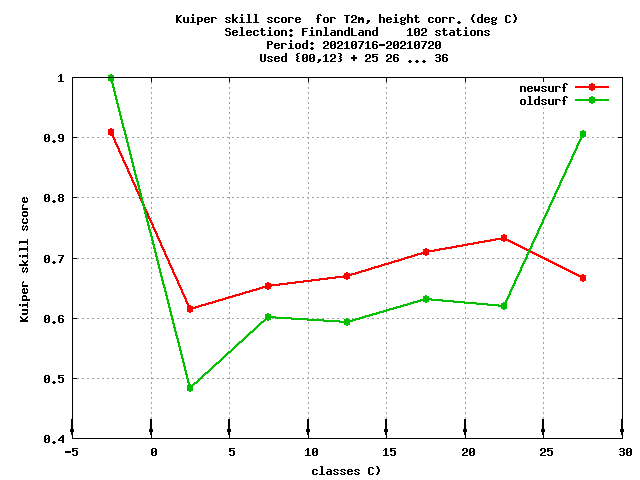 Kuiper skill score  for T2m, height corr. (deg C)
Selection: FinlandLand    102 stations
Period: 20210716-20210720
Used {00,12} + 25 26 ... 36
newsurf
oldsurf
1
0.9
0.8
0.7
0.6
0.5
0.4
Kuiper skill score
-5 0 5 10 15 20 25 30
classes C)